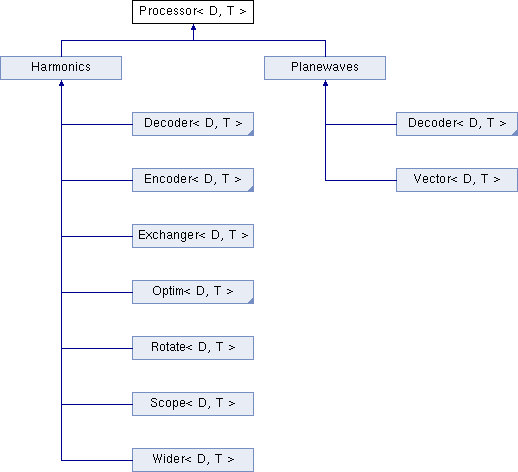 Processor< D, T >
Harmonics
Planewaves
Decoder< D, T >
Decoder< D, T >
Encoder< D, T >
Vector< D, T >
Exchanger< D, T >
Optim< D, T >
Rotate< D, T >
Scope< D, T >
Wider< D, T >